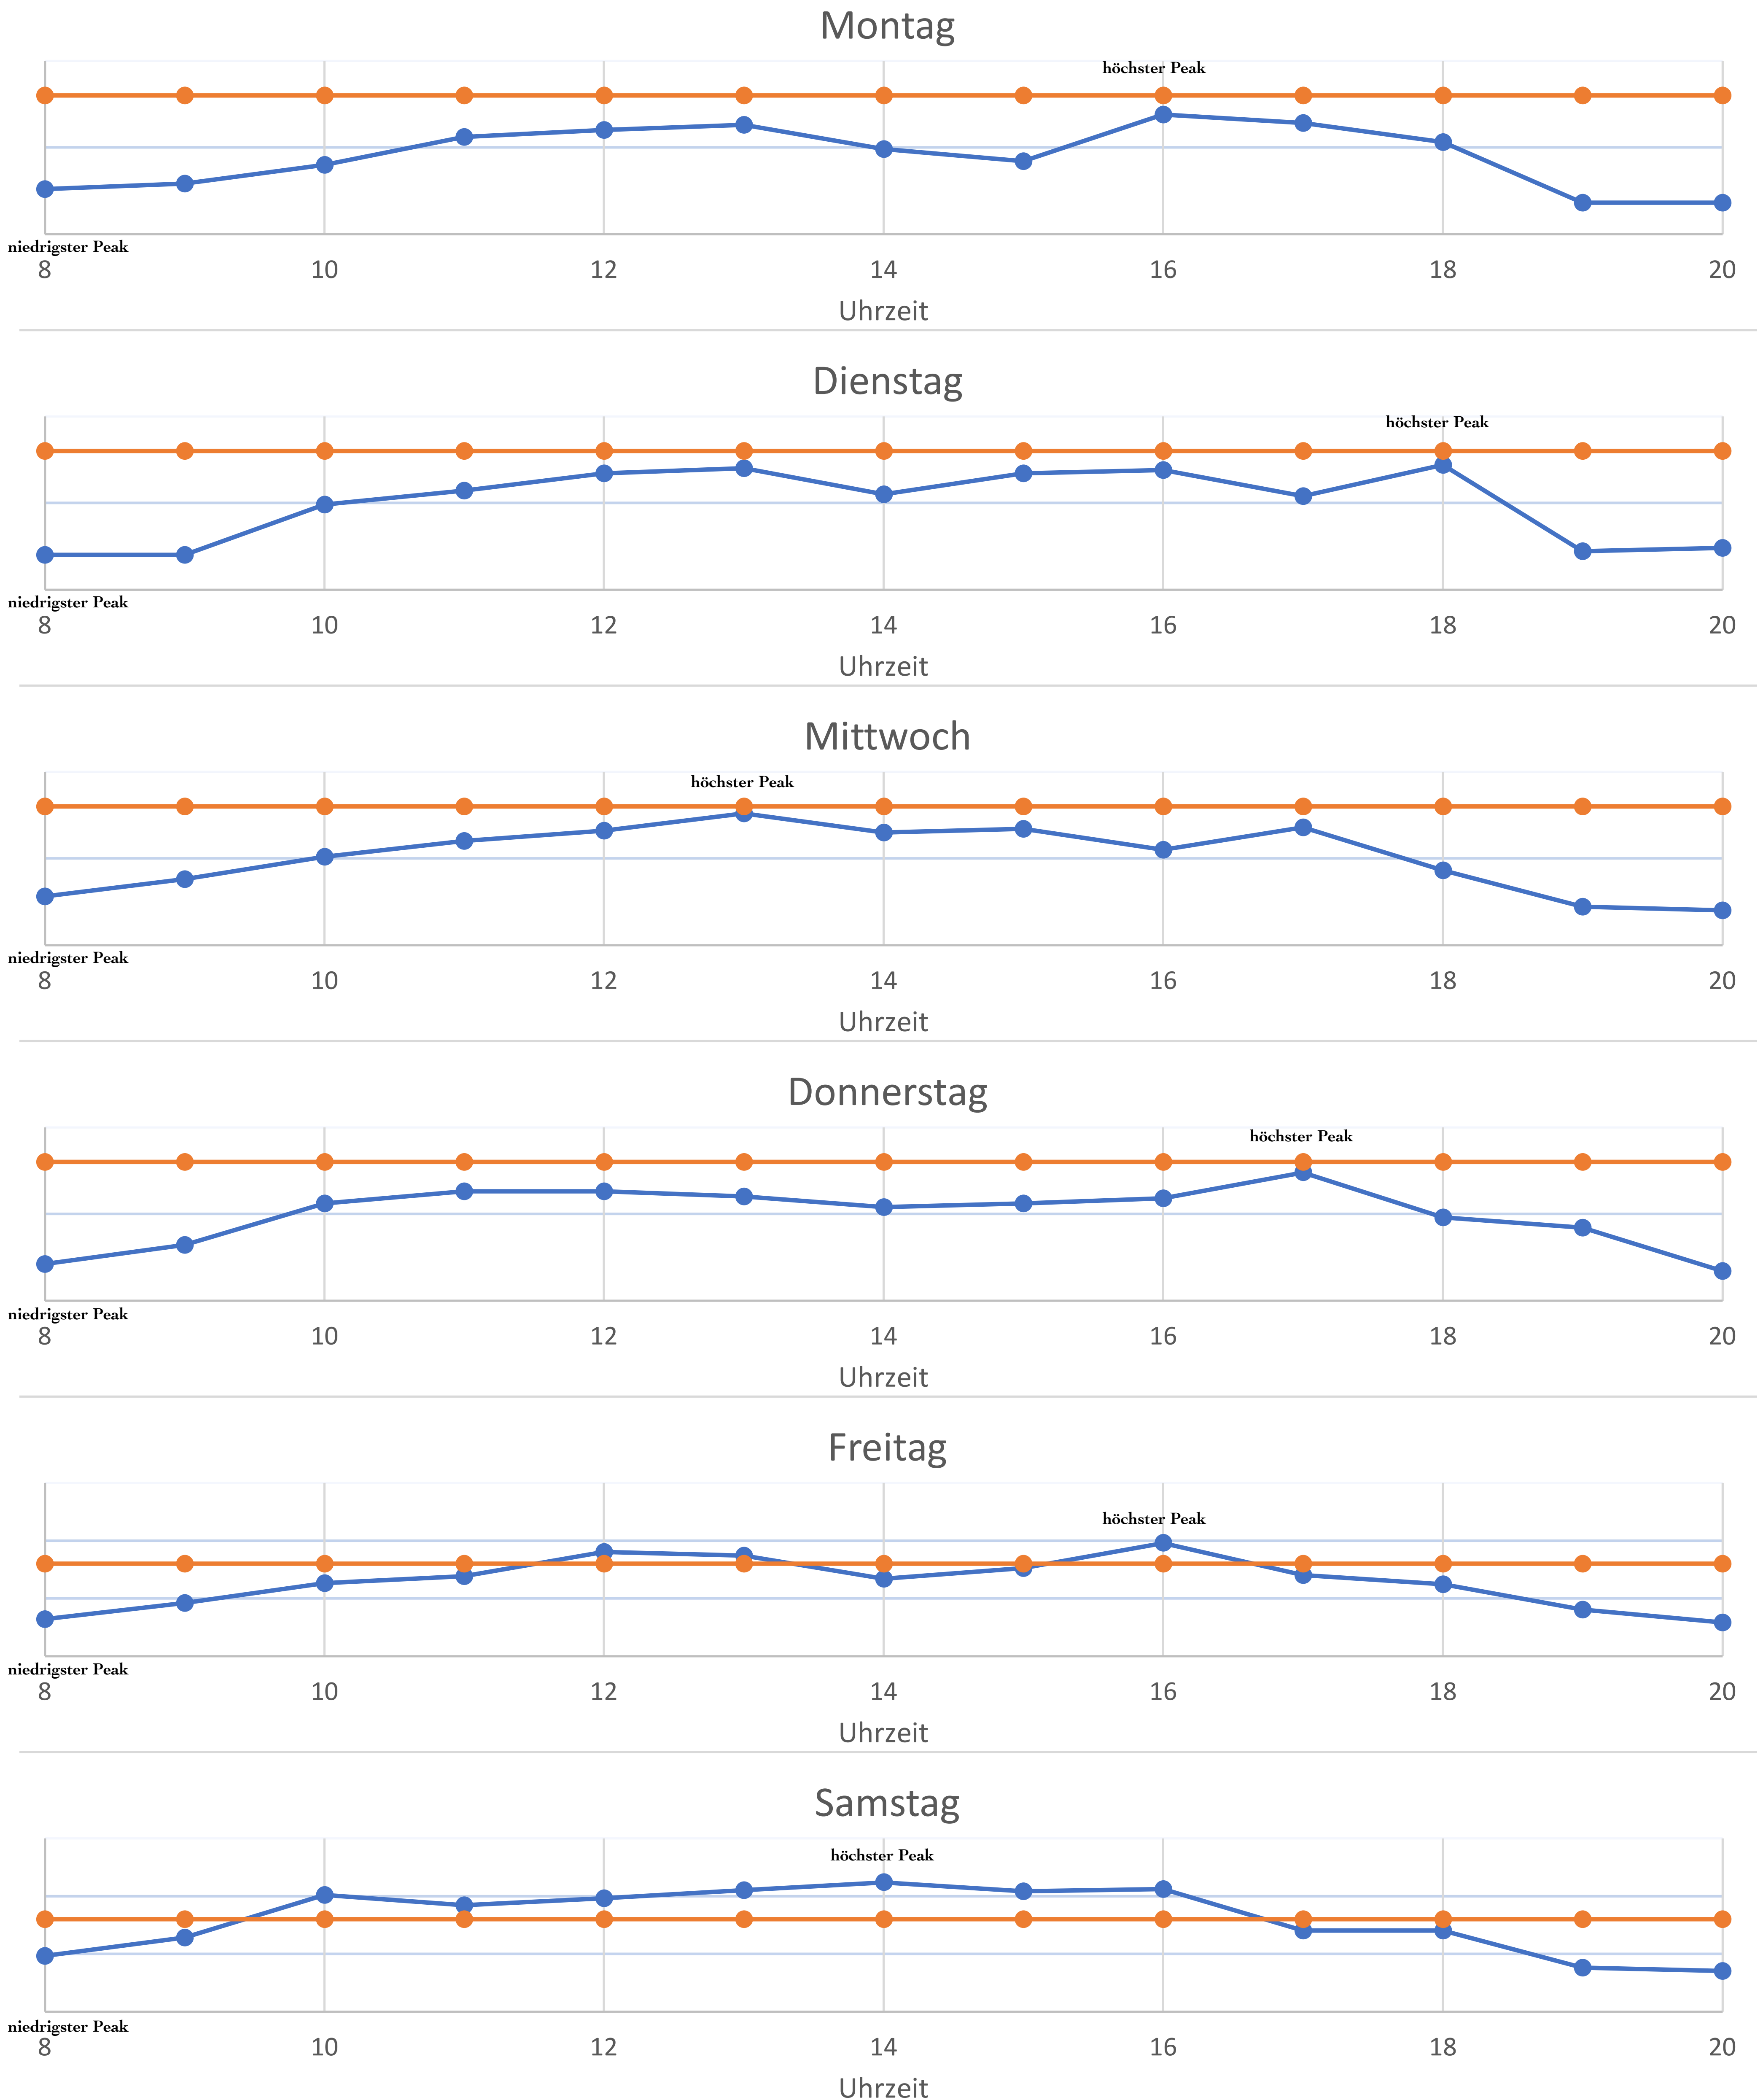 Montag
höchster Peak
niedrigster Peak
8 10 12 14 16 18 20
Uhrzeit
Dienstag
höchster Peak
niedrigster Peak
8 10 12 14 16 18 20
Uhrzeit
Mittwoch
höchster Peak
niedrigster Peak
8 10 12 14 16 18 20
Uhrzeit
Donnerstag
höchster Peak
niedrigster Peak
8 10 12 14 16 18 20
Uhrzeit
Freitag
höchster Peak
niedrigster Peak
8 10 12 14 16 18 20
Uhrzeit
Samstag
höchster Peak
niedrigster Peak
8 10 12 14 16 18 20
Uhrzeit